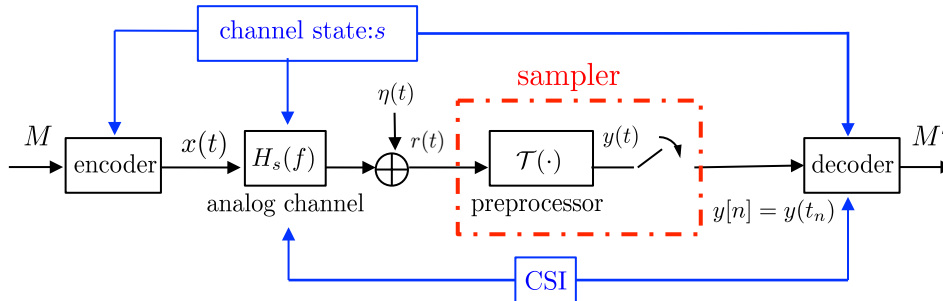 channel state:s
sampler
η(t)
M
x(t)
r(t)
y(t)
M'
encoder
H_s(f)
𝒯(·)
decoder
analog channel
preprocessor
y[n] = y(t_n)
CSI